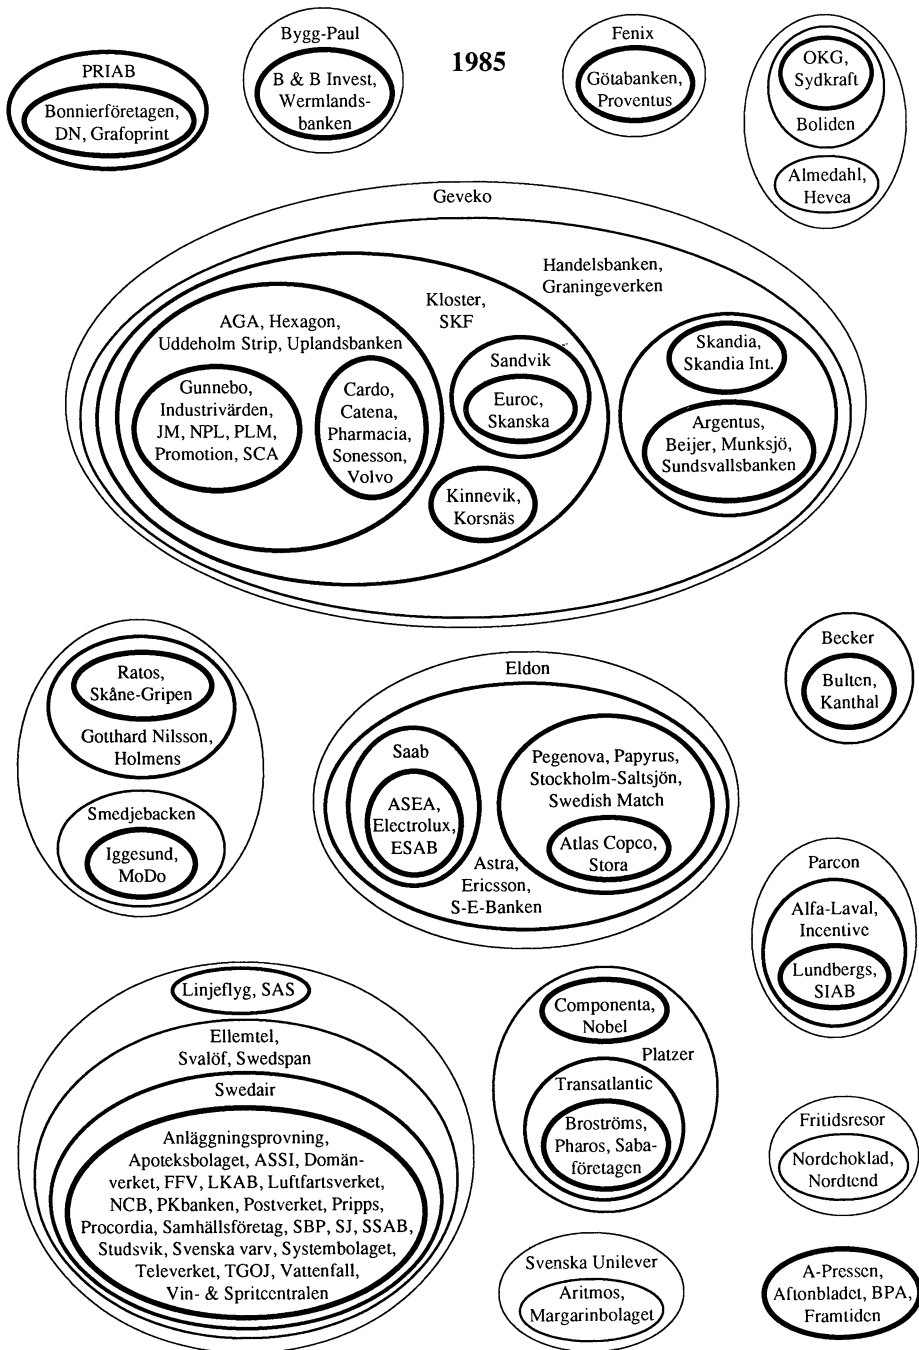 1985
PRIAB
Bonnierföretagen,
DN, Grafoprint
Bygg-Paul
B & B Invest,
Wermlands-
banken
Fenix
Götabanken,
Proventus
OKG,
Sydkraft
Boliden
Almedahl,
Hevea
Geveko
Handelsbanken,
Graningeverken
Kloster,
SKF
AGA, Hexagon,
Uddeholm Strip, Uplandsbanken
Gunnebo,
Industrivärden,
JM, NPL, PLM,
Promotion, SCA
Cardo,
Catena,
Pharmacia,
Sonesson,
Volvo
Sandvik
Euroc,
Skanska
Kinnevik,
Korsnäs
Skandia,
Skandia Int.
Argentus,
Beijer, Munksjö,
Sundsvallsbanken
Ratos,
Skåne-Gripen
Gotthard Nilsson,
Holmens
Smedjebacken
Iggesund,
MoDo
Eldon
Saab
ASEA,
Electrolux,
ESAB
Pegenova, Papyrus,
Stockholm-Saltsjön,
Swedish Match
Atlas Copco,
Stora
Astra,
Ericsson,
S-E-Banken
Becker
Bulten,
Kanthal
Parcon
Alfa-Laval,
Incentive
Lundbergs,
SIAB
Linjeflyg, SAS
Ellemtel,
Svalöf, Swedspan
Swedair
Anläggningsprovning,
Apoteksbolaget, ASSI, Domän-
verket, FFV, LKAB, Luftfartsverket,
NCB, PKbanken, Postverket, Pripps,
Procordia, Samhällsföretag, SBP, SJ, SSAB,
Studsvik, Svenska varv, Systembolaget,
Televerket, TGOJ, Vattenfall,
Vin- & Spritcentralen
Componenta,
Nobel
Platzer
Transatlantic
Broströms,
Pharos, Saba-
företagen
Fritidsresor
Nordchoklad,
Nordtend
Svenska Unilever
Aritmos,
Margarinbolaget
A-Pressen,
Aftonbladet, BPA,
Framtiden